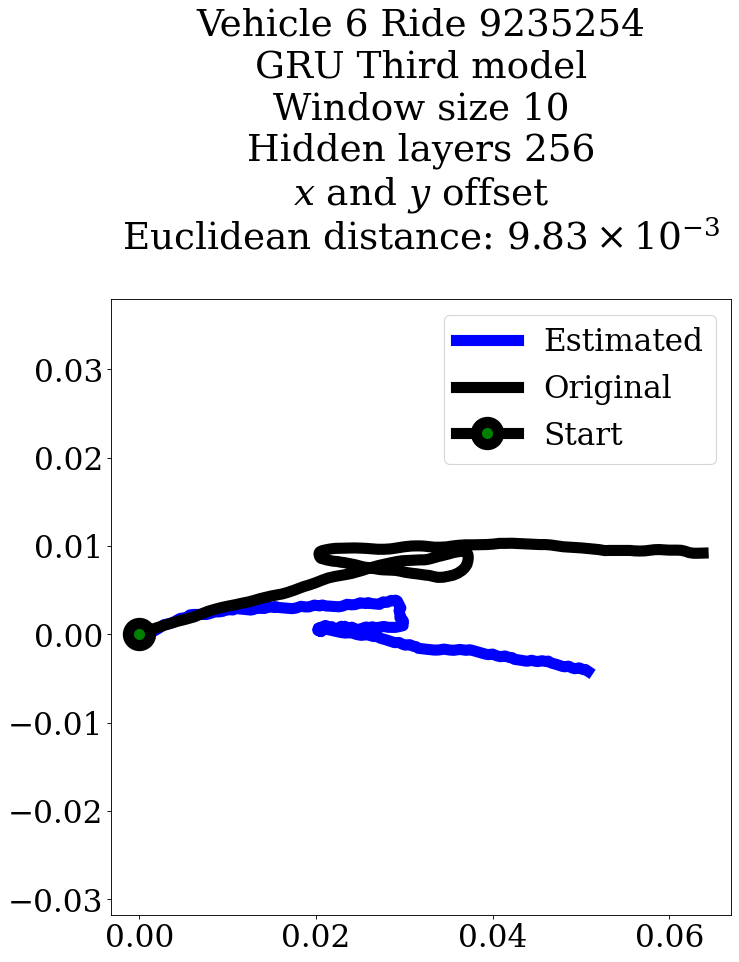 Vehicle 6 Ride 9235254
GRU Third model
Window size 10
Hidden layers 256
x and y offset
Euclidean distance: 9.83 × 10⁻³
Estimated
Original
Start
0.03
0.02
0.01
0.00
−0.01
−0.02
−0.03
0.00 0.02 0.04 0.06